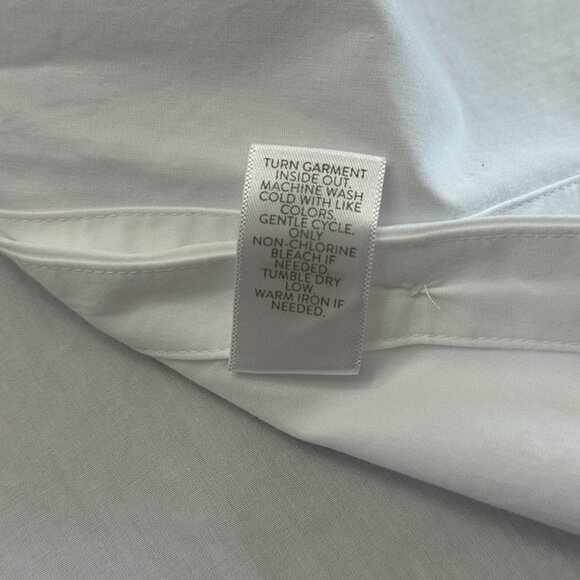 TURN GARMENT
INSIDE OUT.
MACHINE WASH
COLD WITH LIKE
COLORS.
GENTLE CYCLE.
ONLY
NON-CHLORINE
BLEACH IF
NEEDED.
TUMBLE DRY
LOW.
WARM IRON IF
NEEDED.